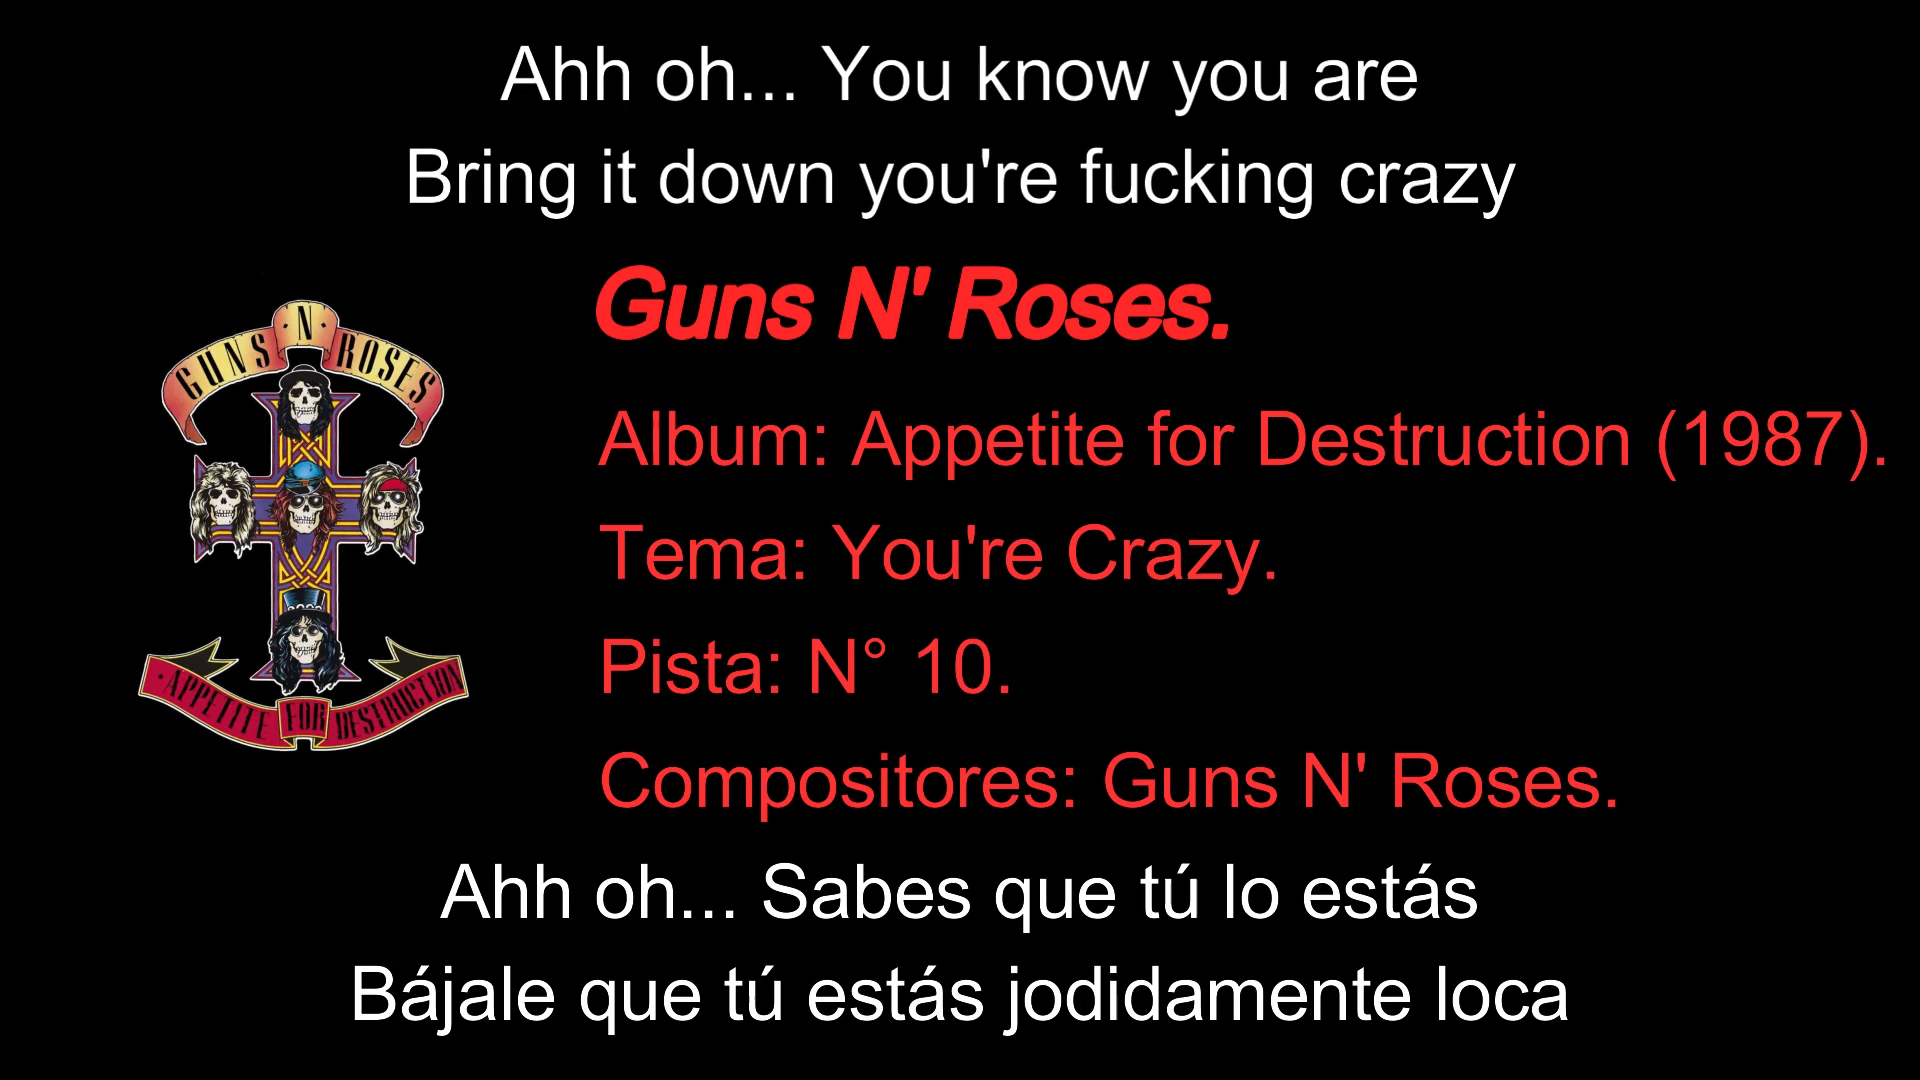 Ahh oh... You know you are
Bring it down you're fucking crazy
Guns N' Roses.
GUNS N' ROSES
Album: Appetite for Destruction (1987).
Tema: You're Crazy.
Pista: N° 10.
·APPETITE FOR DESTRUCTION
Compositores: Guns N' Roses.
Ahh oh... Sabes que tú lo estás
Bájale que tú estás jodidamente loca